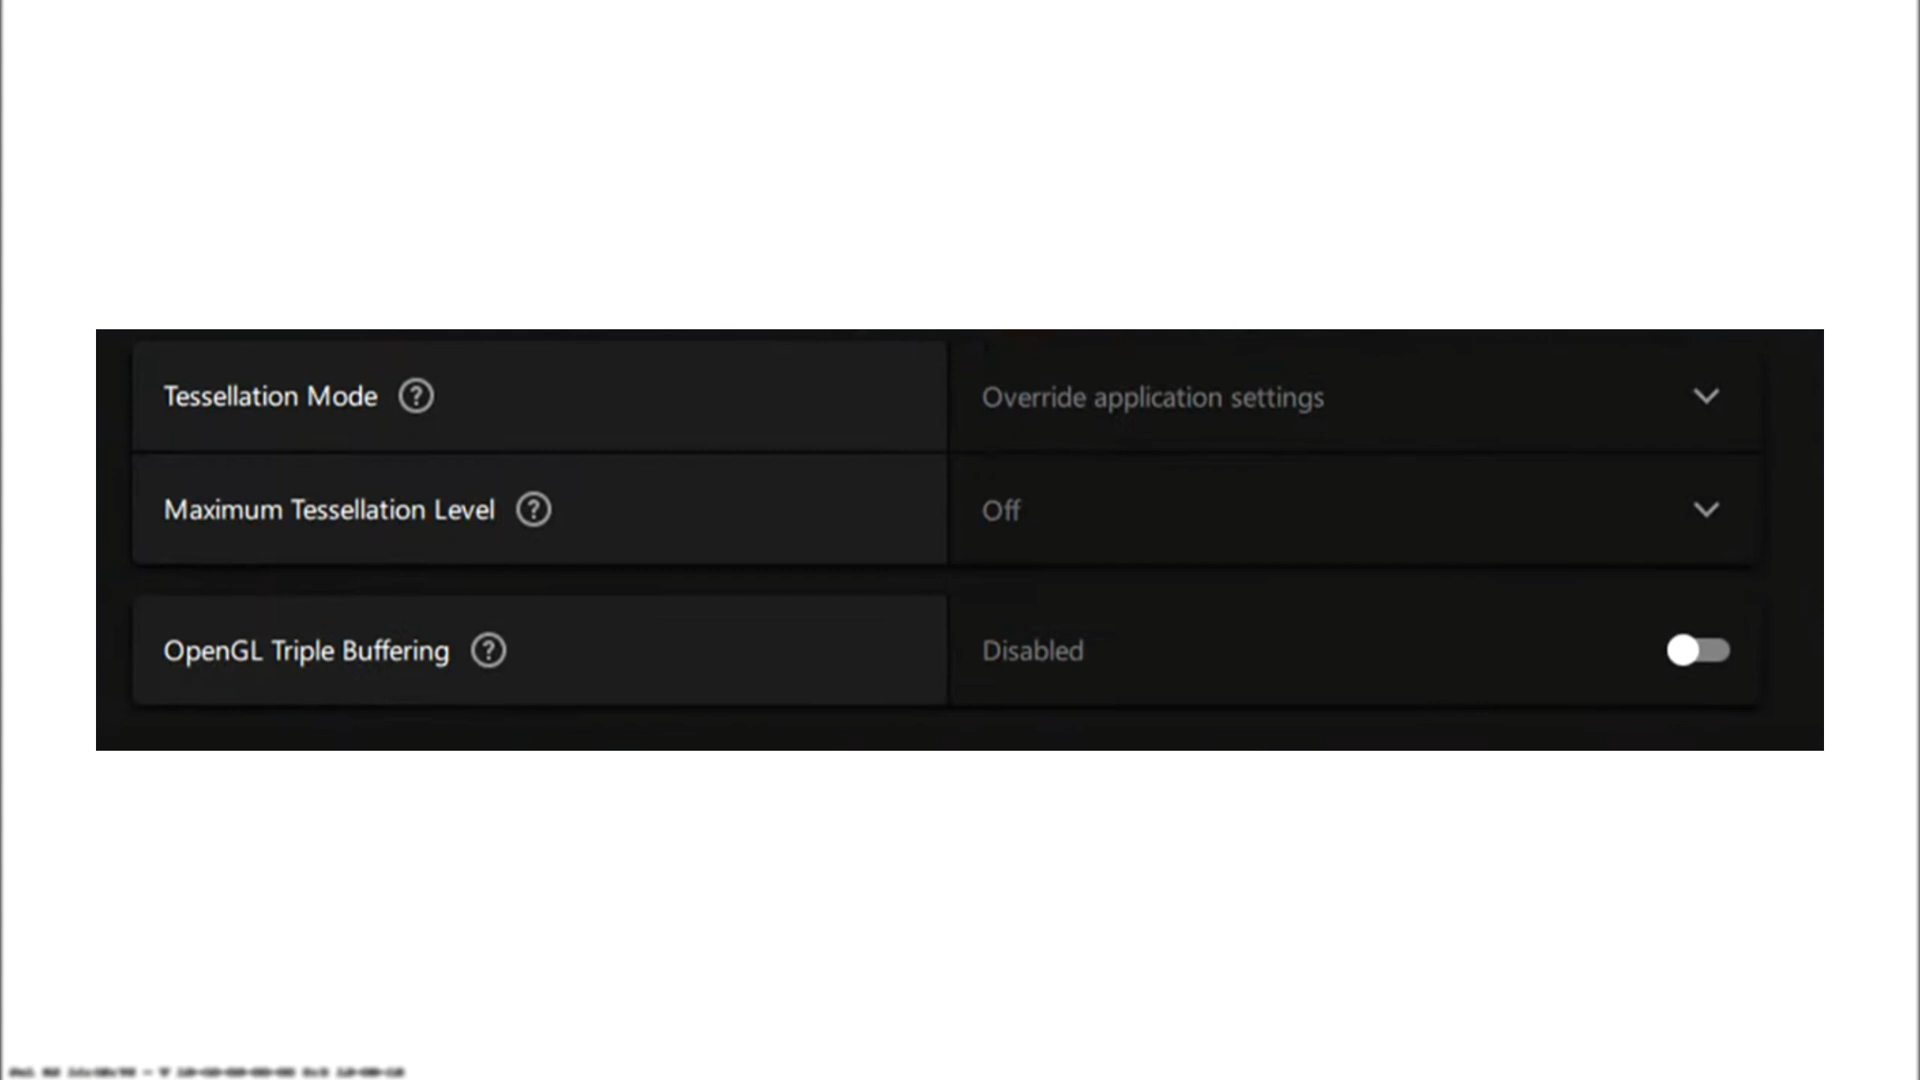 Tessellation Mode ? Override application settings
Maximum Tessellation Level ? Off
OpenGL Triple Buffering ? Disabled